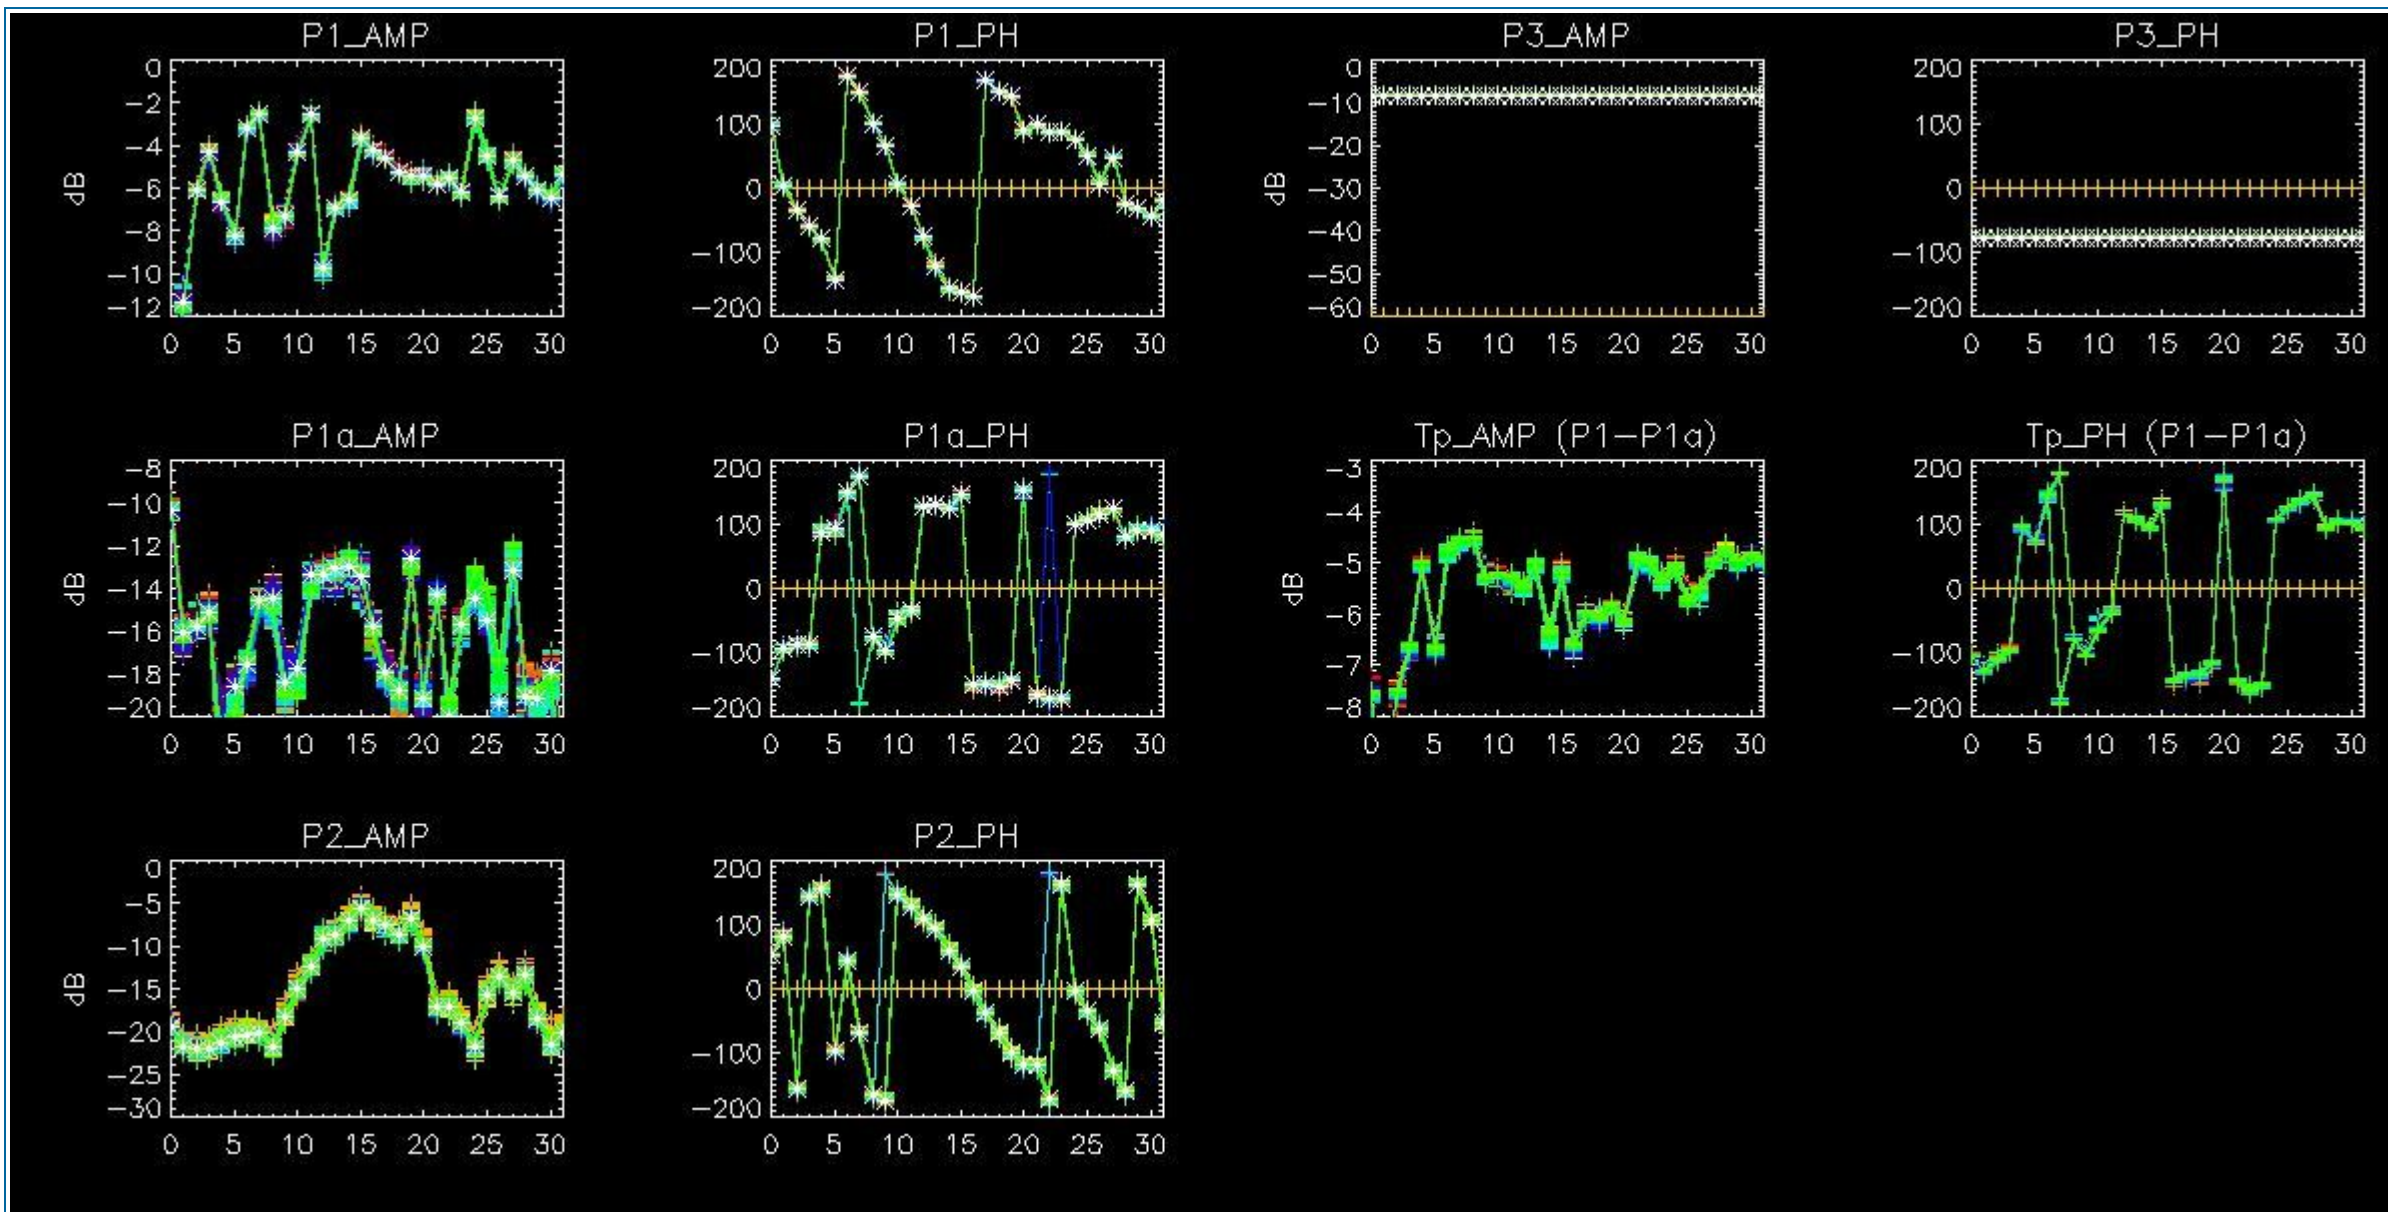 P1_AMP
0
−2
−4
−6
−8
−10
−12
dB
0 5 10 15 20 25 30
P1_PH
200
100
0
−100
−200
0 5 10 15 20 25 30
P3_AMP
0
−10
−20
−30
−40
−50
−60
dB
0 5 10 15 20 25 30
P3_PH
200
100
0
−100
−200
0 5 10 15 20 25 30
P1a_AMP
−8
−10
−12
−14
−16
−18
−20
dB
0 5 10 15 20 25 30
P1a_PH
200
100
0
−100
−200
0 5 10 15 20 25 30
Tp_AMP (P1−P1a)
−3
−4
−5
−6
−7
−8
dB
0 5 10 15 20 25 30
Tp_PH (P1−P1a)
200
100
0
−100
−200
0 5 10 15 20 25 30
P2_AMP
0
−5
−10
−15
−20
−25
−30
dB
0 5 10 15 20 25 30
P2_PH
200
100
0
−100
−200
0 5 10 15 20 25 30